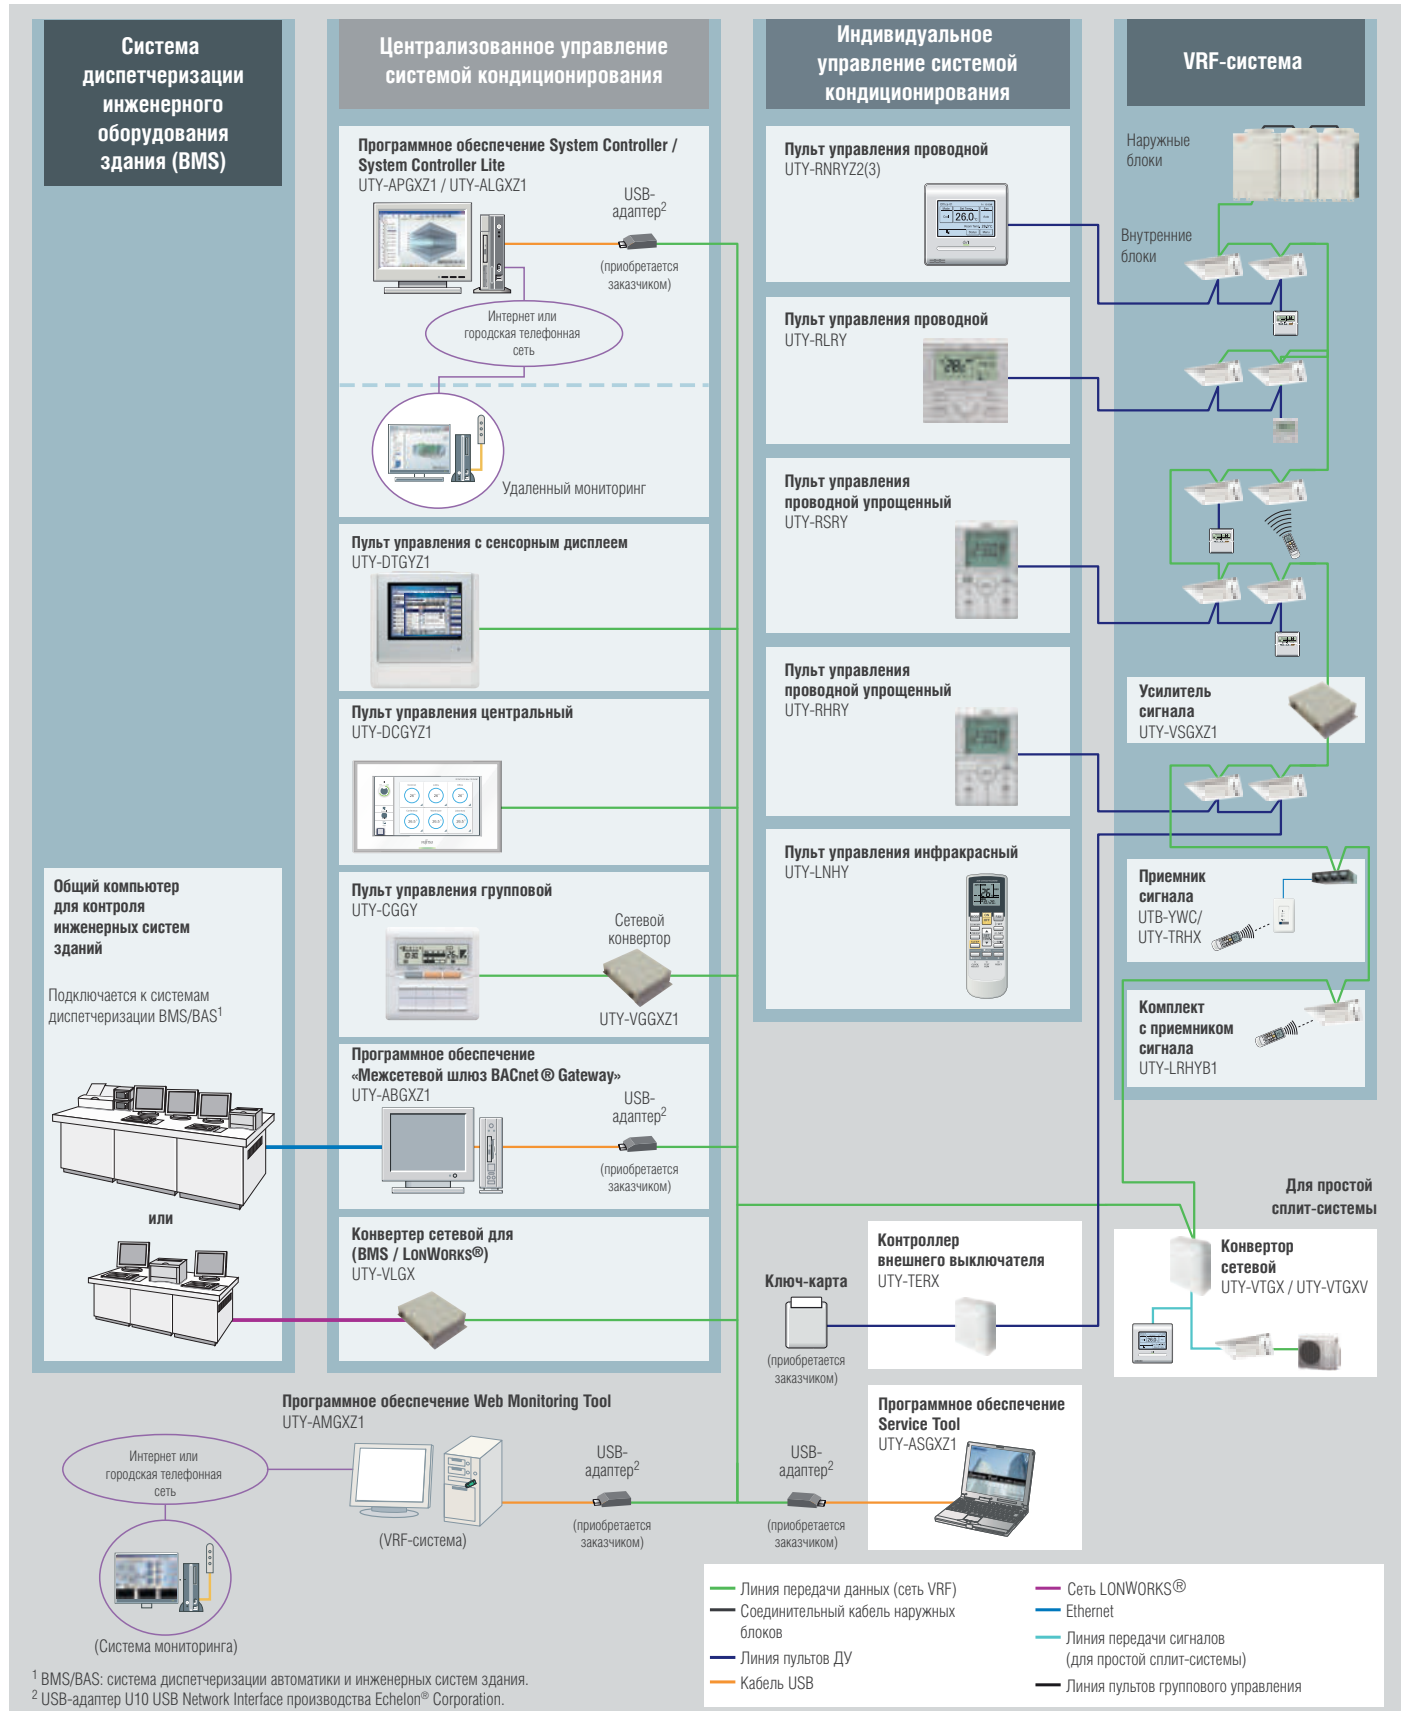 Система
диспетчеризации
инженерного
оборудования
здания (BMS)
Общий компьютер
для контроля
инженерных систем
зданий
Подключается к системам
диспетчеризации BMS/BAS1
или
Централизованное управление
системой кондиционирования
Программное обеспечение System Controller /
System Controller Lite
UTY-APGXZ1 / UTY-ALGXZ1
USB-
адаптер2
(приобретается
заказчиком)
Интернет или
городская телефонная
сеть
Удаленный мониторинг
Пульт управления с сенсорным дисплеем
UTY-DTGYZ1
Пульт управления центральный
UTY-DCGYZ1
Пульт управления групповой
UTY-CGGY
Сетевой
конвертор
UTY-VGGXZ1
Программное обеспечение
«Межсетевой шлюз BACnet® Gateway»
UTY-ABGXZ1
USB-
адаптер2
(приобретается
заказчиком)
Конвертер сетевой для
(BMS / LONWORKS®)
UTY-VLGX
Индивидуальное
управление системой
кондиционирования
Пульт управления проводной
UTY-RNRYZ2(3)
26.0
Пульт управления проводной
UTY-RLRY
Пульт управления
проводной упрощенный
UTY-RSRY
Пульт управления
проводной упрощенный
UTY-RHRY
Пульт управления инфракрасный
UTY-LNHY
VRF-система
Наружные
блоки
Внутренние
блоки
Усилитель
сигнала
UTY-VSGXZ1
Приемник
сигнала
UTB-YWC/
UTY-TRHX
Комплект
с приемником
сигнала
UTY-LRHYB1
Для простой
сплит-системы
Конвертор
сетевой
UTY-VTGX / UTY-VTGXV
Контроллер
внешнего выключателя
UTY-TERX
Ключ-карта
(приобретается
заказчиком)
Программное обеспечение
Service Tool
UTY-ASGXZ1
USB-
адаптер2
(приобретается
заказчиком)
Программное обеспечение Web Monitoring Tool
UTY-AMGXZ1
Интернет или
городская телефонная
сеть
(VRF-система)
USB-
адаптер2
(приобретается
заказчиком)
(Система мониторинга)
Линия передачи данных (сеть VRF)
Соединительный кабель наружных
блоков
Линия пультов ДУ
Кабель USB
Сеть LONWORKS®
Ethernet
Линия передачи сигналов
(для простой сплит-системы)
Линия пультов группового управления
1 BMS/BAS: система диспетчеризации автоматики и инженерных систем здания.
2 USB-адаптер U10 USB Network Interface производства Echelon® Corporation.